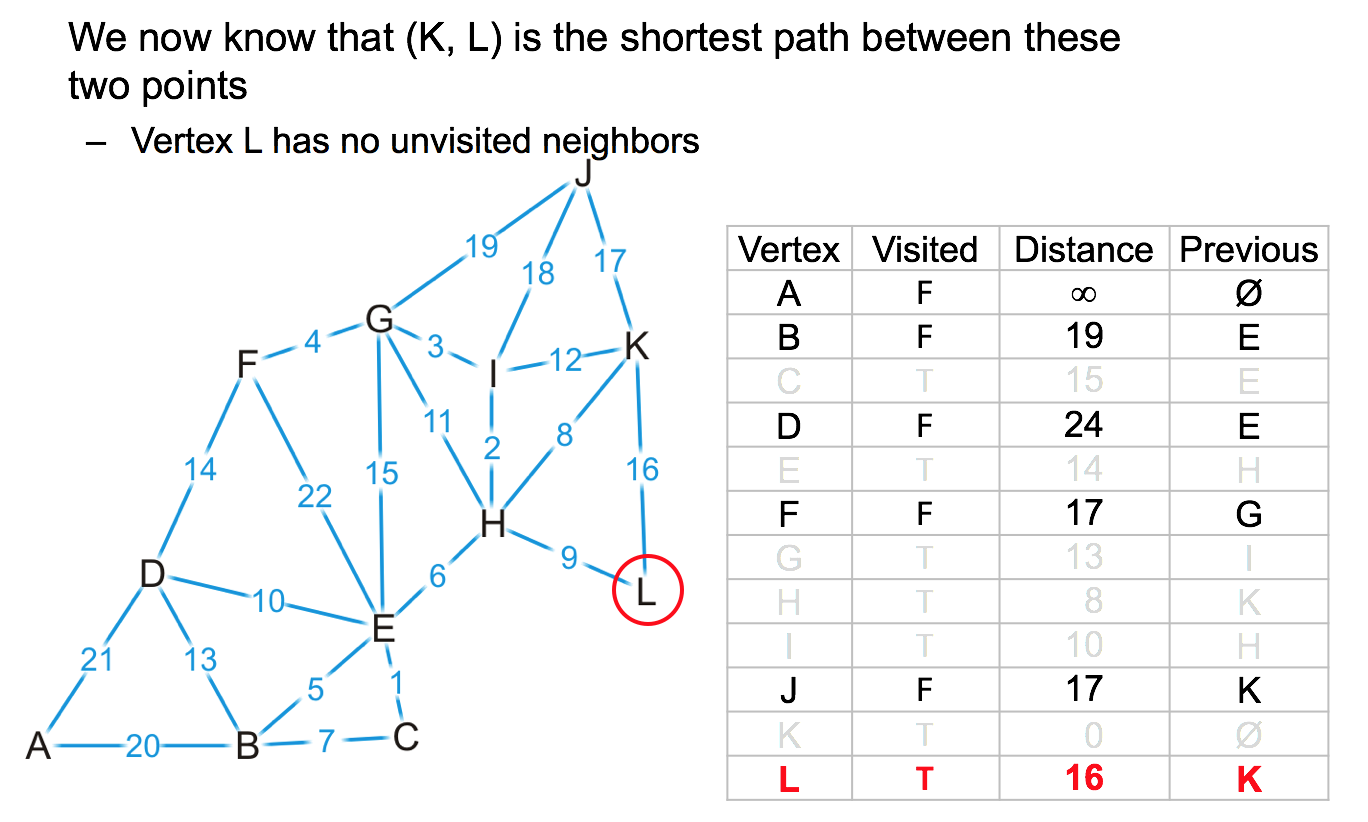 We now know that (K, L) is the shortest path between these
two points
– Vertex L has no unvisited neighbors
J
19
18
17
G
4
3
K
F
I
12
11
2
8
14
22
15
16
H
9
D
6
L
10
E
21
13
5
1
A
20
B
7
C
Vertex Visited Distance Previous
A F ∞ Ø
B F 19 E
C T 15 E
D F 24 E
E T 14 H
F F 17 G
G T 13 I
H T 8 K
I T 10 H
J F 17 K
K T 0 Ø
L T 16 K